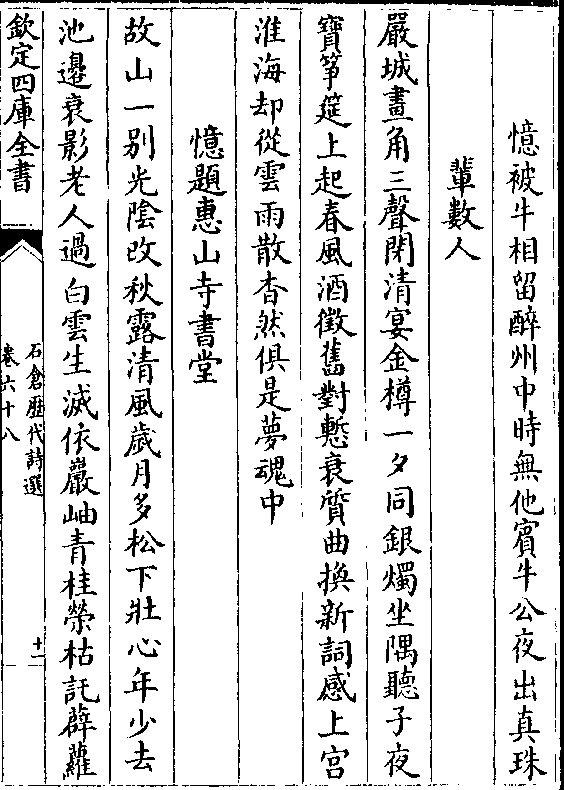 憶被牛相留醉州中時無他賓牛公夜出真珠
輩數人
嚴城畫角三聲閉清宴金樽一夕同銀燭坐隅聽子夜
寶筝筵上起春風酒徵舊對慙衰質曲換新詞感上宫
淮海却從雲雨散杳然俱是夢魂中
憶題惠山寺書堂
故山一别光陰改秋露清風歲月多松下壯心年少去
池邊衰影老人過白雲生滅依巖岫青桂榮枯託薜蘿
欽定四庫全書
石倉歴代詩選
卷六十八
十一